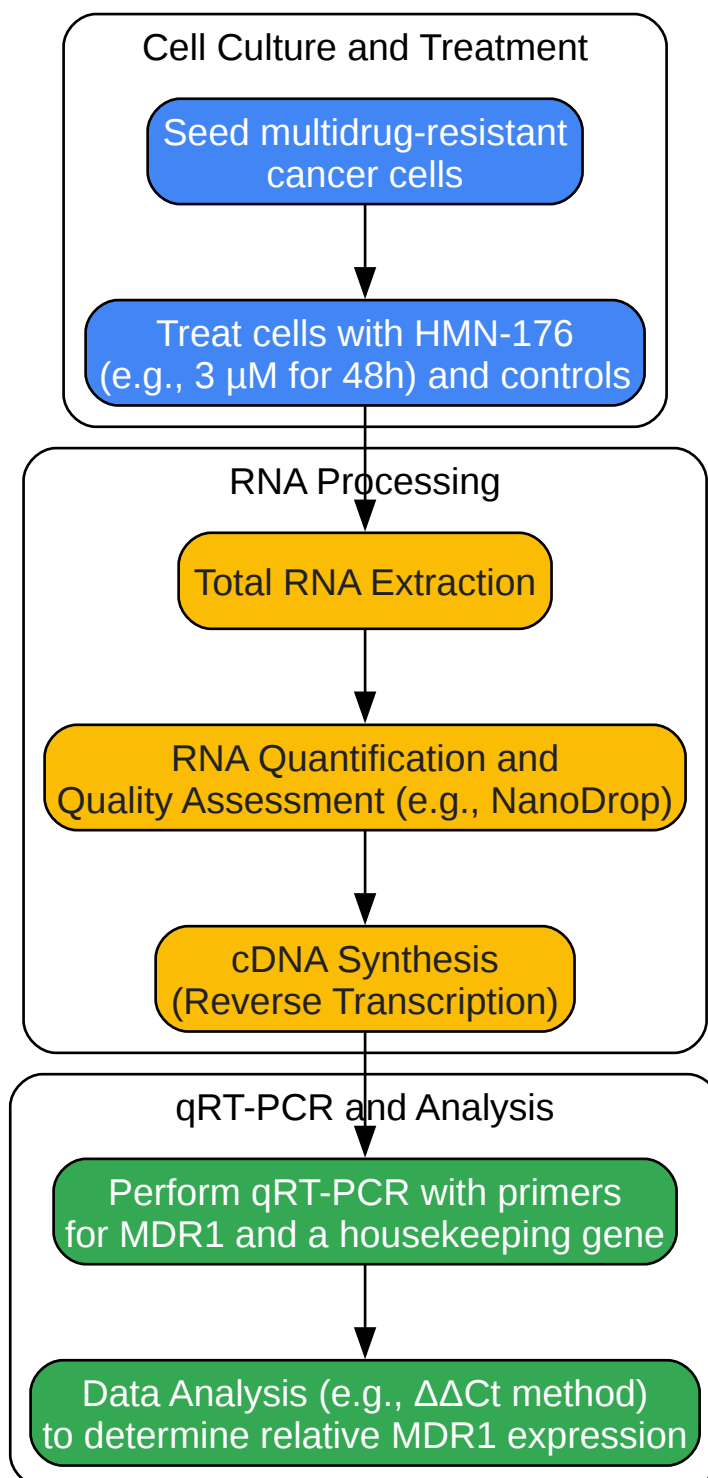 Cell Culture and Treatment
Seed multidrug-resistant
cancer cells
Treat cells with HMN-176
(e.g., 3 µM for 48h) and controls
RNA Processing
Total RNA Extraction
RNA Quantification and
Quality Assessment (e.g., NanoDrop)
cDNA Synthesis
(Reverse Transcription)
qRT-PCR and Analysis
Perform qRT-PCR with primers
for MDR1 and a housekeeping gene
Data Analysis (e.g., ΔΔCt method)
to determine relative MDR1 expression